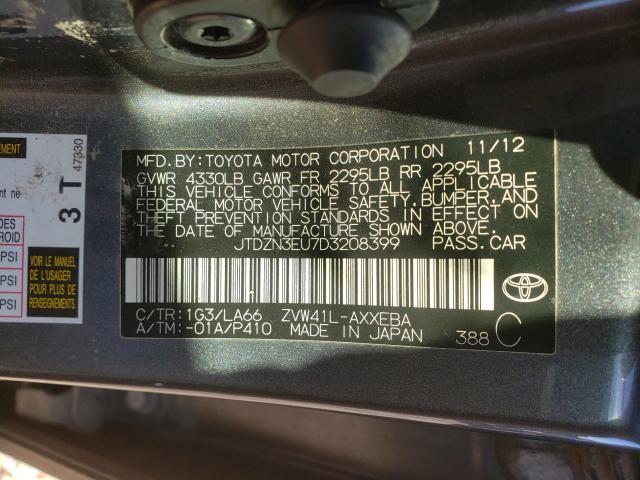 MFD. BY: TOYOTA MOTOR CORPORATION 11/12
GVWR 4330LB GAWR FR 2295LB RR 2295LB
THIS VEHICLE CONFORMS TO ALL APPLICABLE
FEDERAL MOTOR VEHICLE SAFETY, BUMPER, AND
THEFT PREVENTION STANDARDS IN EFFECT ON
THE DATE OF MANUFACTURE SHOWN ABOVE.
JTDZN3EU7D3208399 PASS. CAR
C/TR: 1G3/LA66 ZVW41L-AXXEBA
A/TM: -01A/P410 MADE IN JAPAN 388 C
3 T
47330
VOIR LE MANUEL
DE L'USAGER
POUR PLUS DE
RENSEIGNEMENTS
PSI
PSI